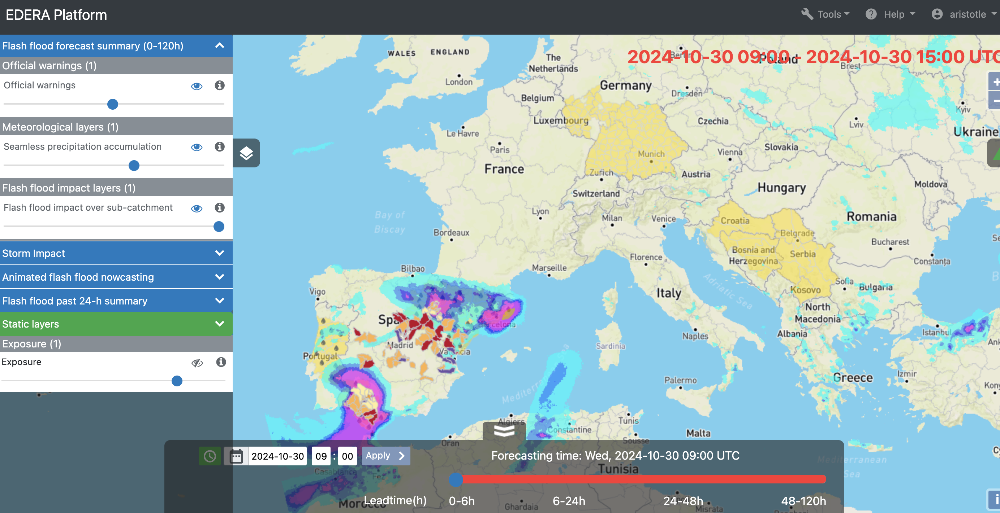 EDERA Platform
Tools
Help
aristotle
Flash flood forecast summary (0-120h)
Official warnings (1)
Official warnings
Meteorological layers (1)
Seamless precipitation accumulation
Flash flood impact layers (1)
Flash flood impact over sub-catchment
Storm Impact
Animated flash flood nowcasting
Flash flood past 24-h summary
Static layers
Exposure (1)
Exposure
2024-10-30 09:00 - 2024-10-30 15:00 UTC
WALES
ENGLAND
London
The
Netherlands
Berlin
Poland
Brest
Germany
Belgium
Dresden
Luxembourg
Czechia
Kyiv
Lviv
Ukraine
Le Havre
Paris
France
Munich
Vienna
Slovakia
Zurich
Austria
Switzerland
Hungary
Moldova
Bay of
Biscay
Lyon
Milan
Venice
Croatia
Romania
Bordeaux
Belgrade
Bucharest
Bosnia and
Herzegovina
Serbia
Florence
Constanța
Bilbao
Marseille
Adriatic Sea
Vigo
Italy
Kosovo
Sofia
Bulgaria
North
Macedonia
Spa
Barcelona
Naples
Albania
Istanbul
Madrid
Sardinia
Portugal
Valencia
Greece
Izmir
Kony
Palermo
Mediterra
Algiers
Tunis
Constantine
Malta
Oran
Sousse
2024-10-30
09
:
00
Apply
Forecasting time: Wed, 2024-10-30 09:00 UTC
Mediterranean
Sea
Casablanca
Fez
Tunisia
Leadtime(h)
0-6h
6-24h
24-48h
48-120h
Morocco
Ghardaia
Misrata